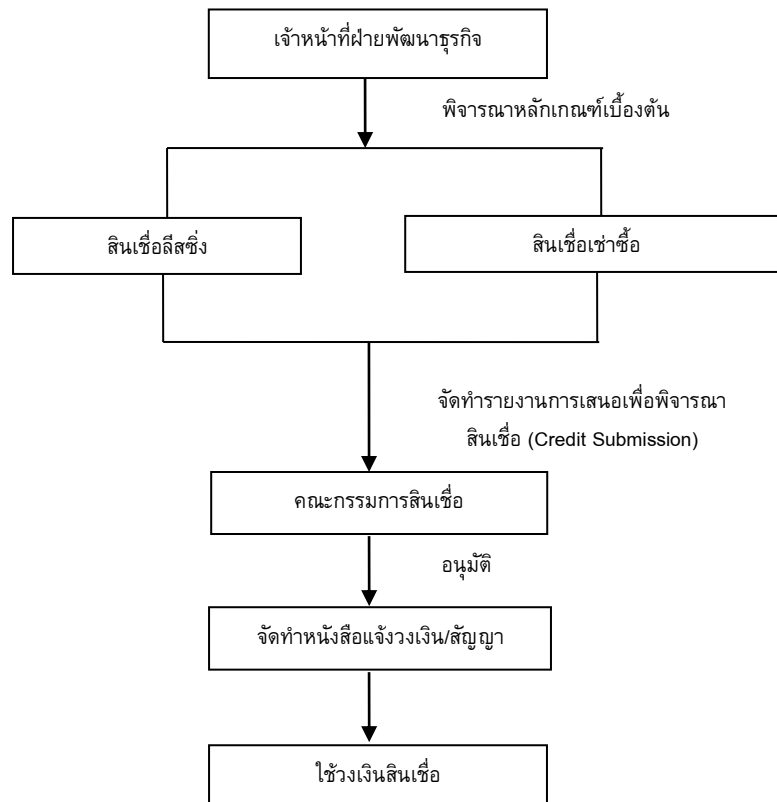 เจ้าหน้าที่ฝ่ายพัฒนาธุรกิจ
พิจารณาหลักเกณฑ์เบื้องต้น
สินเชื่อลีสซิ่ง
สินเชื่อเช่าซื้อ
จัดทำรายงานการเสนอเพื่อพิจารณา
สินเชื่อ (Credit Submission)
คณะกรรมการสินเชื่อ
อนุมัติ
จัดทำหนังสือแจ้งวงเงิน/สัญญา
ใช้วงเงินสินเชื่อ